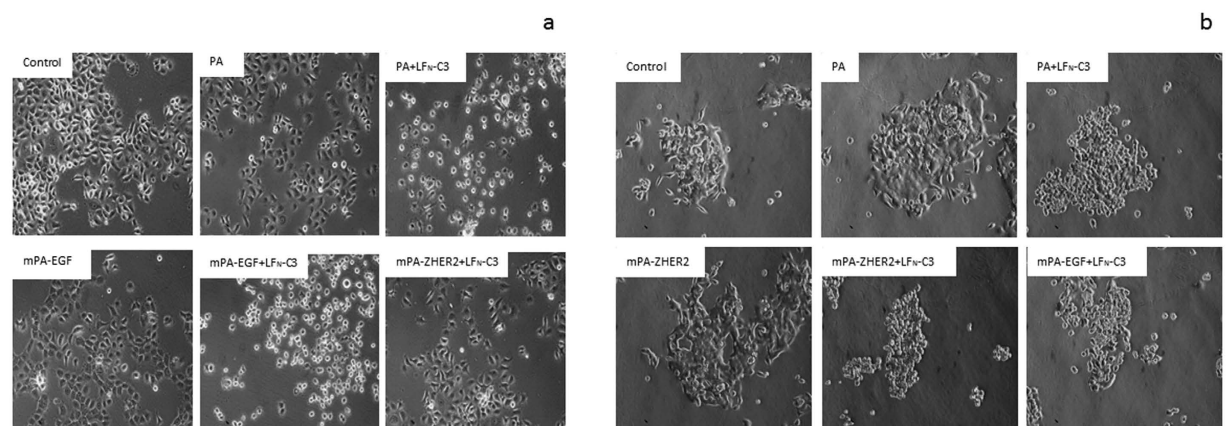 a
b
Control
PA
PA+LFN-C3
Control
PA
PA+LFN-C3
mPA-EGF
mPA-EGF+LFN-C3
mPA-ZHER2+LFN-C3
mPA-ZHER2
mPA-ZHER2+LFN-C3
mPA-EGF+LFN-C3